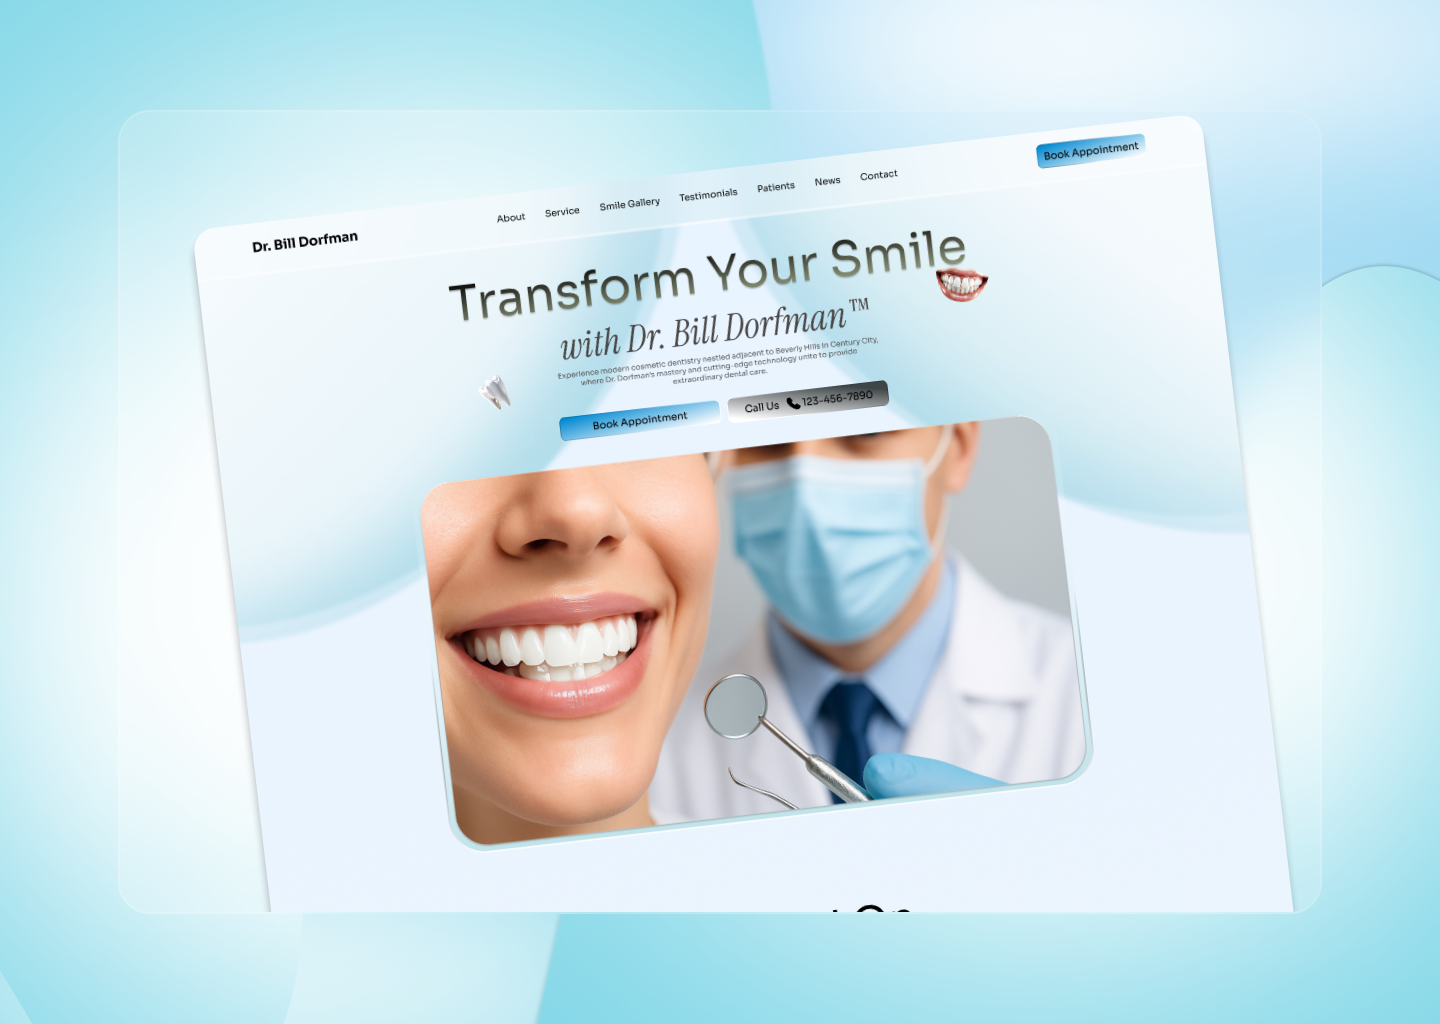 Dr. Bill Dorfman
About Service Smile Gallery Testimonials Patients News Contact
Book Appointment
Transform Your Smile
with Dr. Bill Dorfman™
Experience modern cosmetic dentistry nestled adjacent to Beverly Hills in Century City,
where Dr. Dorfman's mastery and cutting-edge technology unite to provide
extraordinary dental care.
Book Appointment
Call Us 123-456-7890